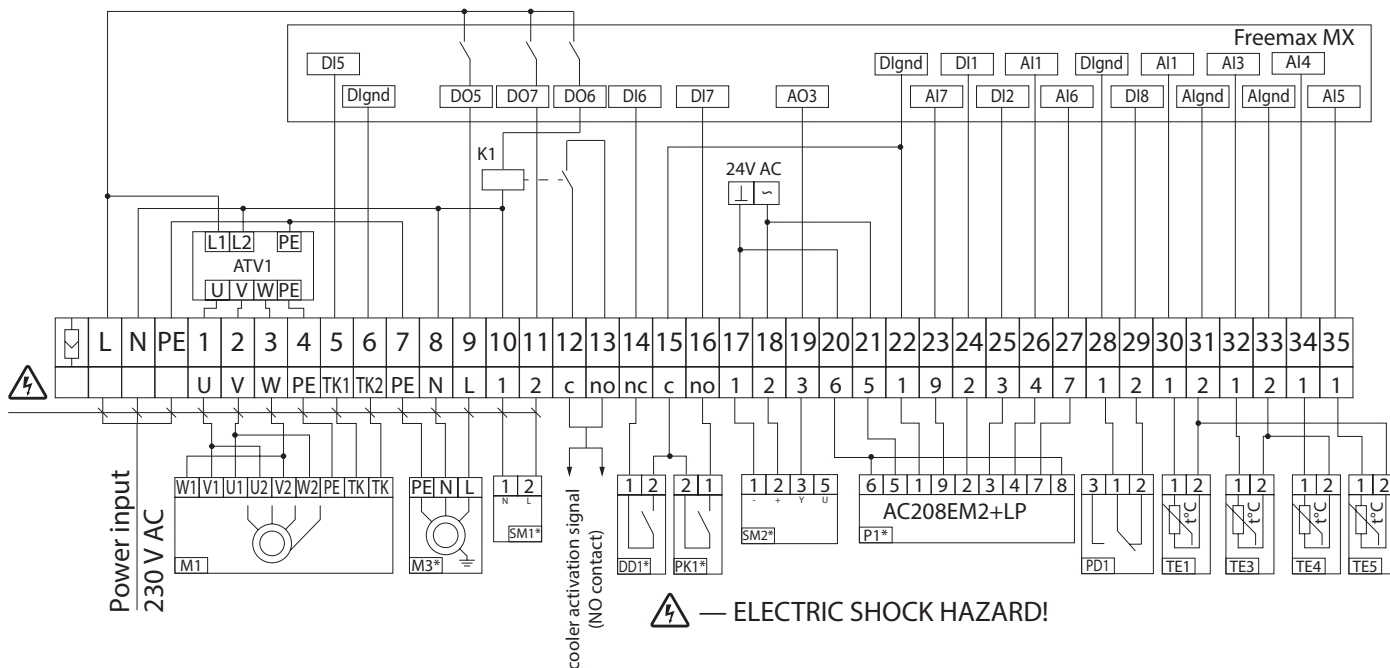 Freemax MX
DI5 DIgnd AI1 AI3 AI4
DIgnd DI1 AI1 DIgnd
DIgnd DO5 DO7 DO6 DI6 DI7 AO3 AI7 DI2 AI6 DI8 AIgnd AIgnd AI5
K1
24V AC
⊥ ~
L1 L2 PE
ATV1
U V W PE
L N PE 1 2 3 4 5 6 7 8 9 10 11 12 13 14 15 16 17 18 19 20 21 22 23 24 25 26 27 28 29 30 31 32 33 34 35
U V W PE TK1 TK2 PE N L 1 2 c no nc c no 1 2 3 6 5 1 9 2 3 4 7 1 2 1 2 1 2 1 1
Power input
230 V AC
W1 V1 U1 U2 V2 W2 PE TK TK
M1
PE N L
M3*
1 2
N L
SM1*
cooler activation signal
(NO contact)
1 2
DD1*
2 1
PK1*
1 2 3 5
- + Y U
SM2*
6 5 1 9 2 3 4 7 8
AC208EM2+LP
P1*
3 1 2
PD1
1 2
t°C
TE1
1 2
t°C
TE3
1 2
t°C
TE4
1 2
t°C
TE5
— ELECTRIC SHOCK HAZARD!